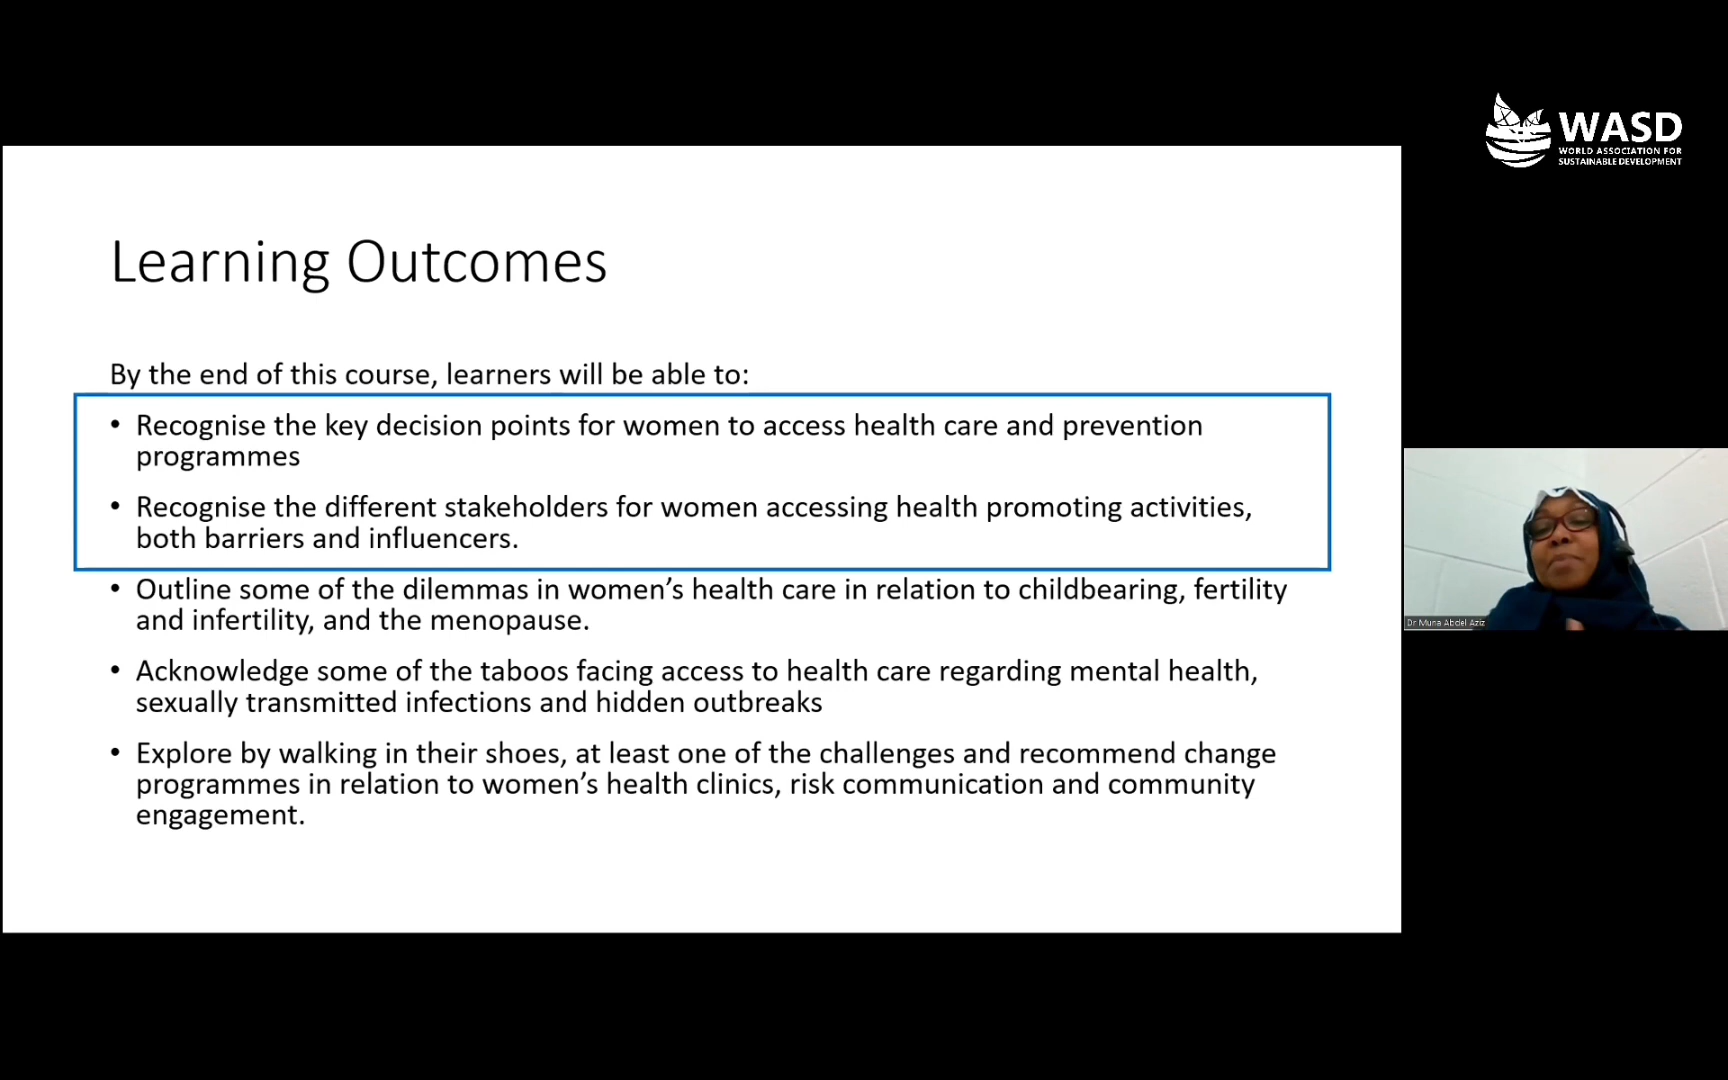 WASD
WORLD ASSOCIATION FOR
SUSTAINABLE DEVELOPMENT
Learning Outcomes
By the end of this course, learners will be able to:
• Recognise the key decision points for women to access health care and prevention
programmes
• Recognise the different stakeholders for women accessing health promoting activities,
both barriers and influencers.
• Outline some of the dilemmas in women’s health care in relation to childbearing, fertility
and infertility, and the menopause.
• Acknowledge some of the taboos facing access to health care regarding mental health,
sexually transmitted infections and hidden outbreaks
• Explore by walking in their shoes, at least one of the challenges and recommend change
programmes in relation to women’s health clinics, risk communication and community
engagement.
Dr Muna Abdel Aziz